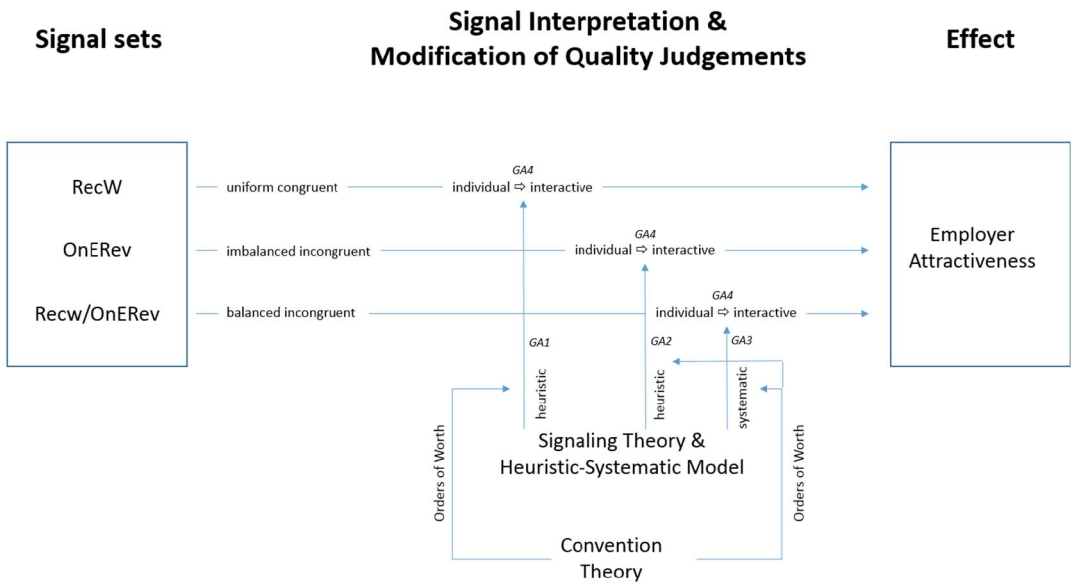 Signal sets
Signal Interpretation &
Modification of Quality Judgements
Effect
RecW
uniform congruent
GA4
individual ⇨ interactive
OnERev
imbalanced incongruent
GA4
individual ⇨ interactive
Recw/OnERev
balanced incongruent
GA4
individual ⇨ interactive
Employer
Attractiveness
GA1
GA2
GA3
heuristic
heuristic
systematic
Orders of Worth
Signaling Theory &
Heuristic-Systematic Model
Orders of Worth
Convention
Theory